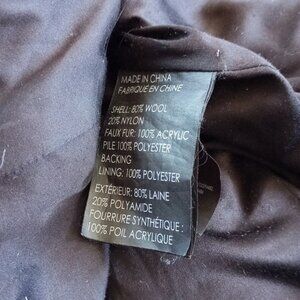 MADE IN CHINA
FABRIQUE EN CHINE
SHELL: 80% WOOL
20% NYLON
FAUX FUR: 100% ACRYLIC
PILE 100% POLYESTER
BACKING
LINING: 100% POLYESTER
EXTÉRIEUR: 80% LAINE
20% POLYAMIDE
FOURRURE SYNTHÉTIQUE :
100% POIL ACRYLIQUE